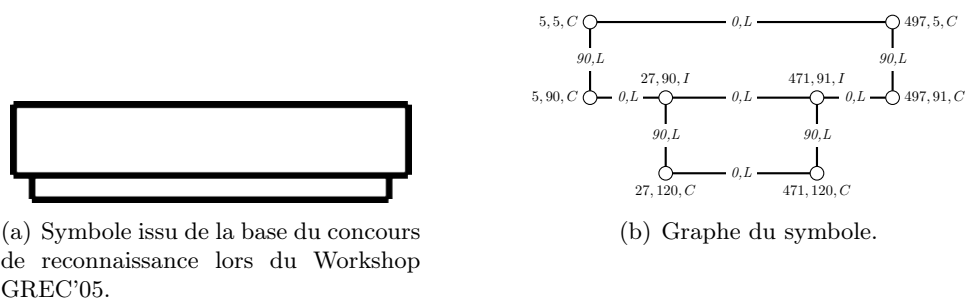 5, 5, C 0,L 497, 5, C
90,L 90,L
27, 90, I 471, 91, I
5, 90, C 0,L 0,L 0,L 497, 91, C
90,L 90,L
0,L
27, 120, C 471, 120, C
(a) Symbole issu de la base du concours
de reconnaissance lors du Workshop
GREC'05.
(b) Graphe du symbole.